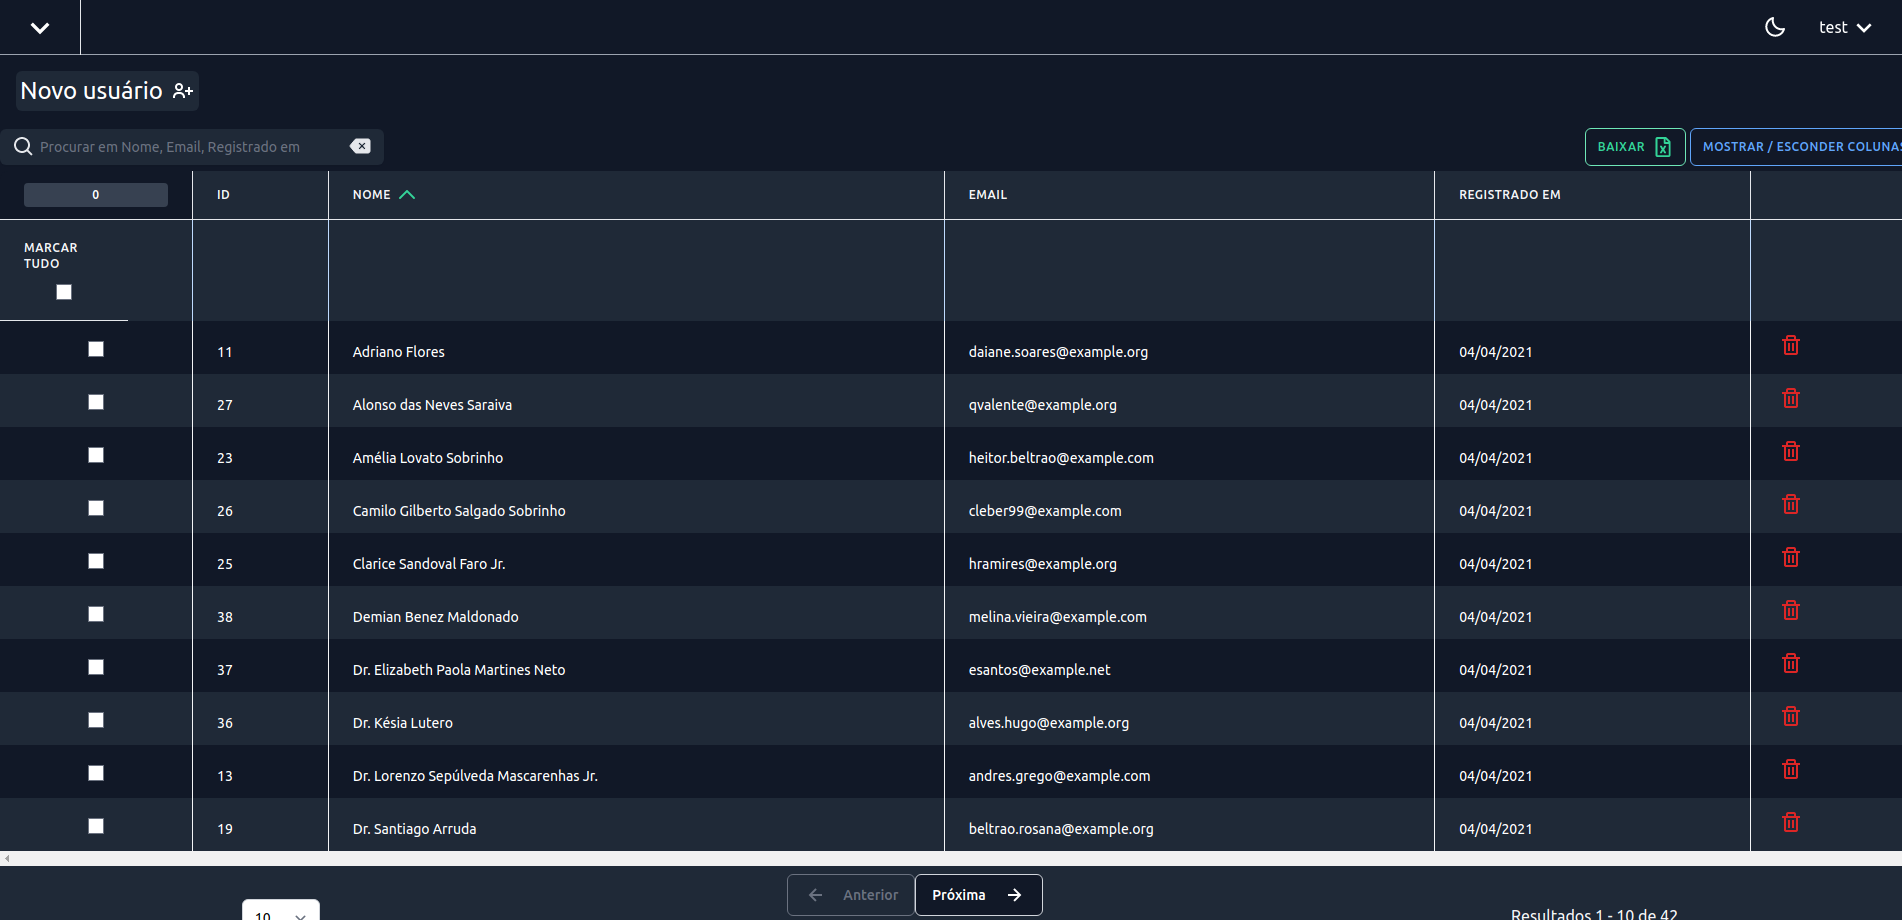 test
Novo usuário
Procurar em Nome, Email, Registrado em
BAIXAR MOSTRAR / ESCONDER COLUNAS
0 ID NOME EMAIL REGISTRADO EM
MARCAR
TUDO
11 Adriano Flores daiane.soares@example.org 04/04/2021
27 Alonso das Neves Saraiva qvalente@example.org 04/04/2021
23 Amélia Lovato Sobrinho heitor.beltrao@example.com 04/04/2021
26 Camilo Gilberto Salgado Sobrinho cleber99@example.com 04/04/2021
25 Clarice Sandoval Faro Jr. hramires@example.org 04/04/2021
38 Demian Benez Maldonado melina.vieira@example.com 04/04/2021
37 Dr. Elizabeth Paola Martines Neto esantos@example.net 04/04/2021
36 Dr. Késia Lutero alves.hugo@example.org 04/04/2021
13 Dr. Lorenzo Sepúlveda Mascarenhas Jr. andres.grego@example.com 04/04/2021
19 Dr. Santiago Arruda beltrao.rosana@example.org 04/04/2021
Anterior Próxima
10 Resultados 1 - 10 de 42